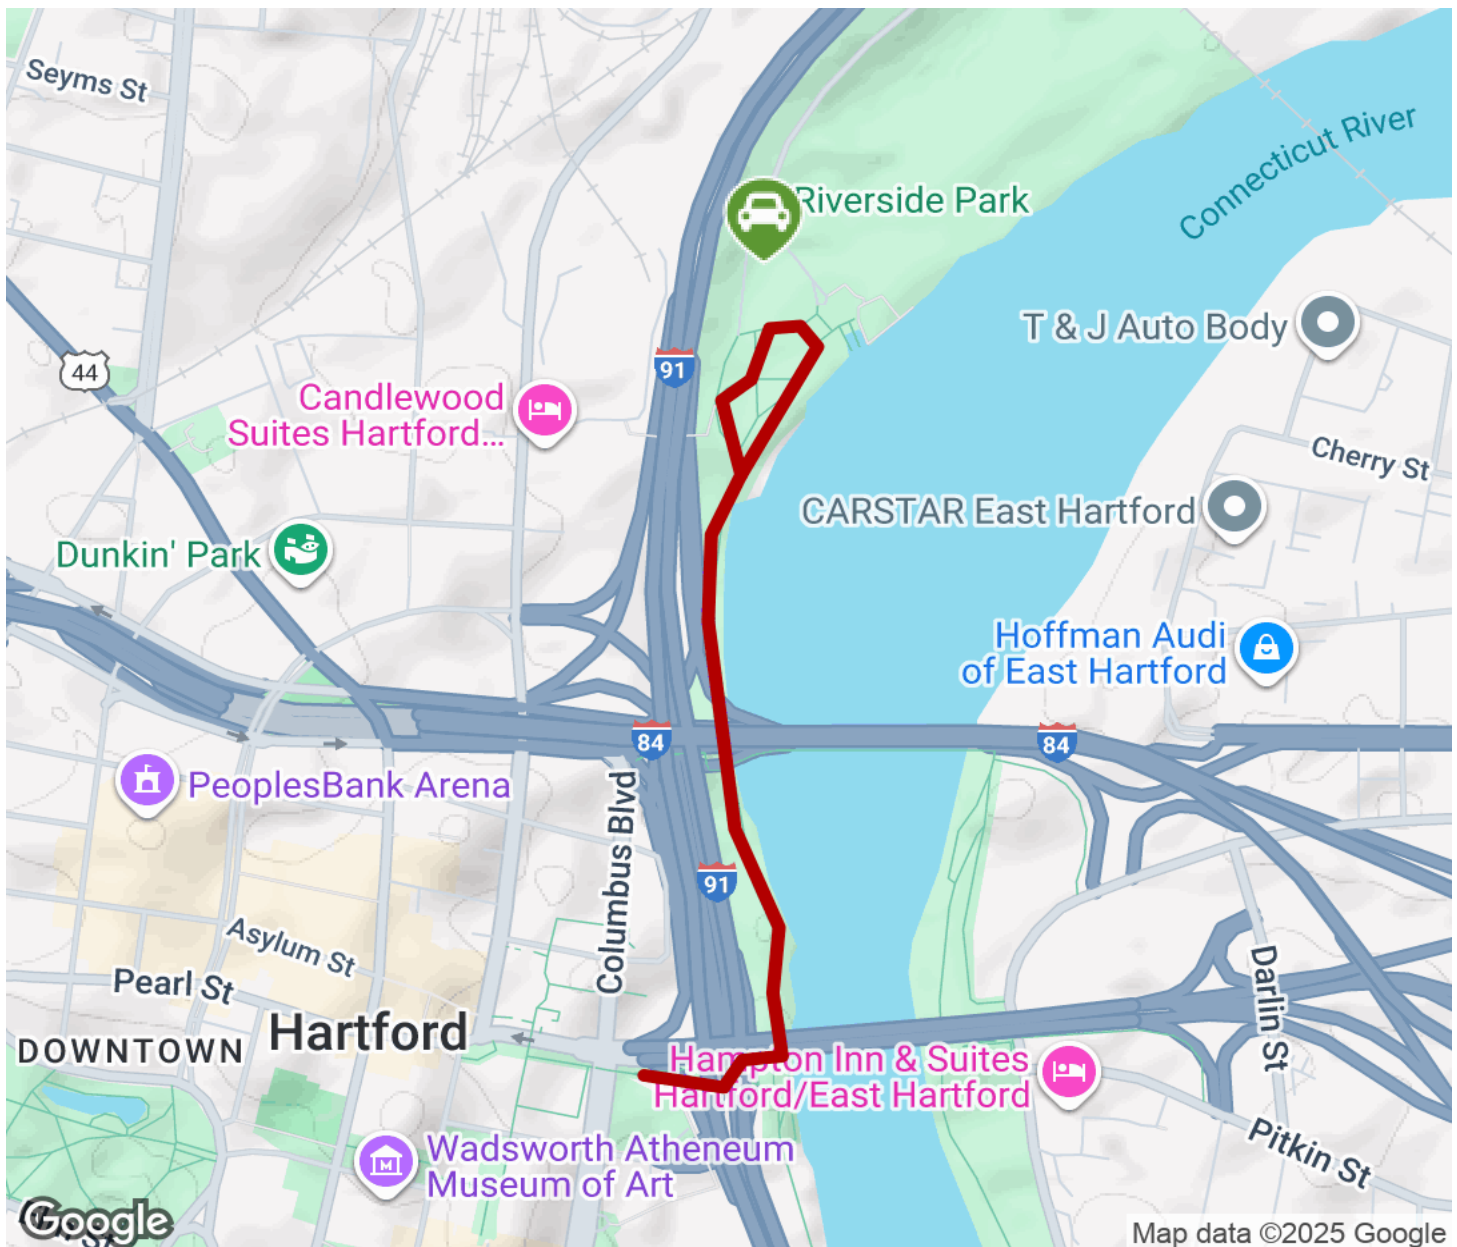 Seyms St
Connecticut River
Riverside Park
T & J Auto Body
91
44
Candlewood
Suites Hartford...
Cherry St
CARSTAR East Hartford
Dunkin' Park
Hoffman Audi
of East Hartford
84
84
PeoplesBank Arena
Columbus Blvd
91
Asylum St
Pearl St
Darlin St
Hartford
DOWNTOWN
Hampton Inn & Suites
Hartford/East Hartford
Pitkin St
Wadsworth Atheneum
Museum of Art
Google
Map data ©2025 Google